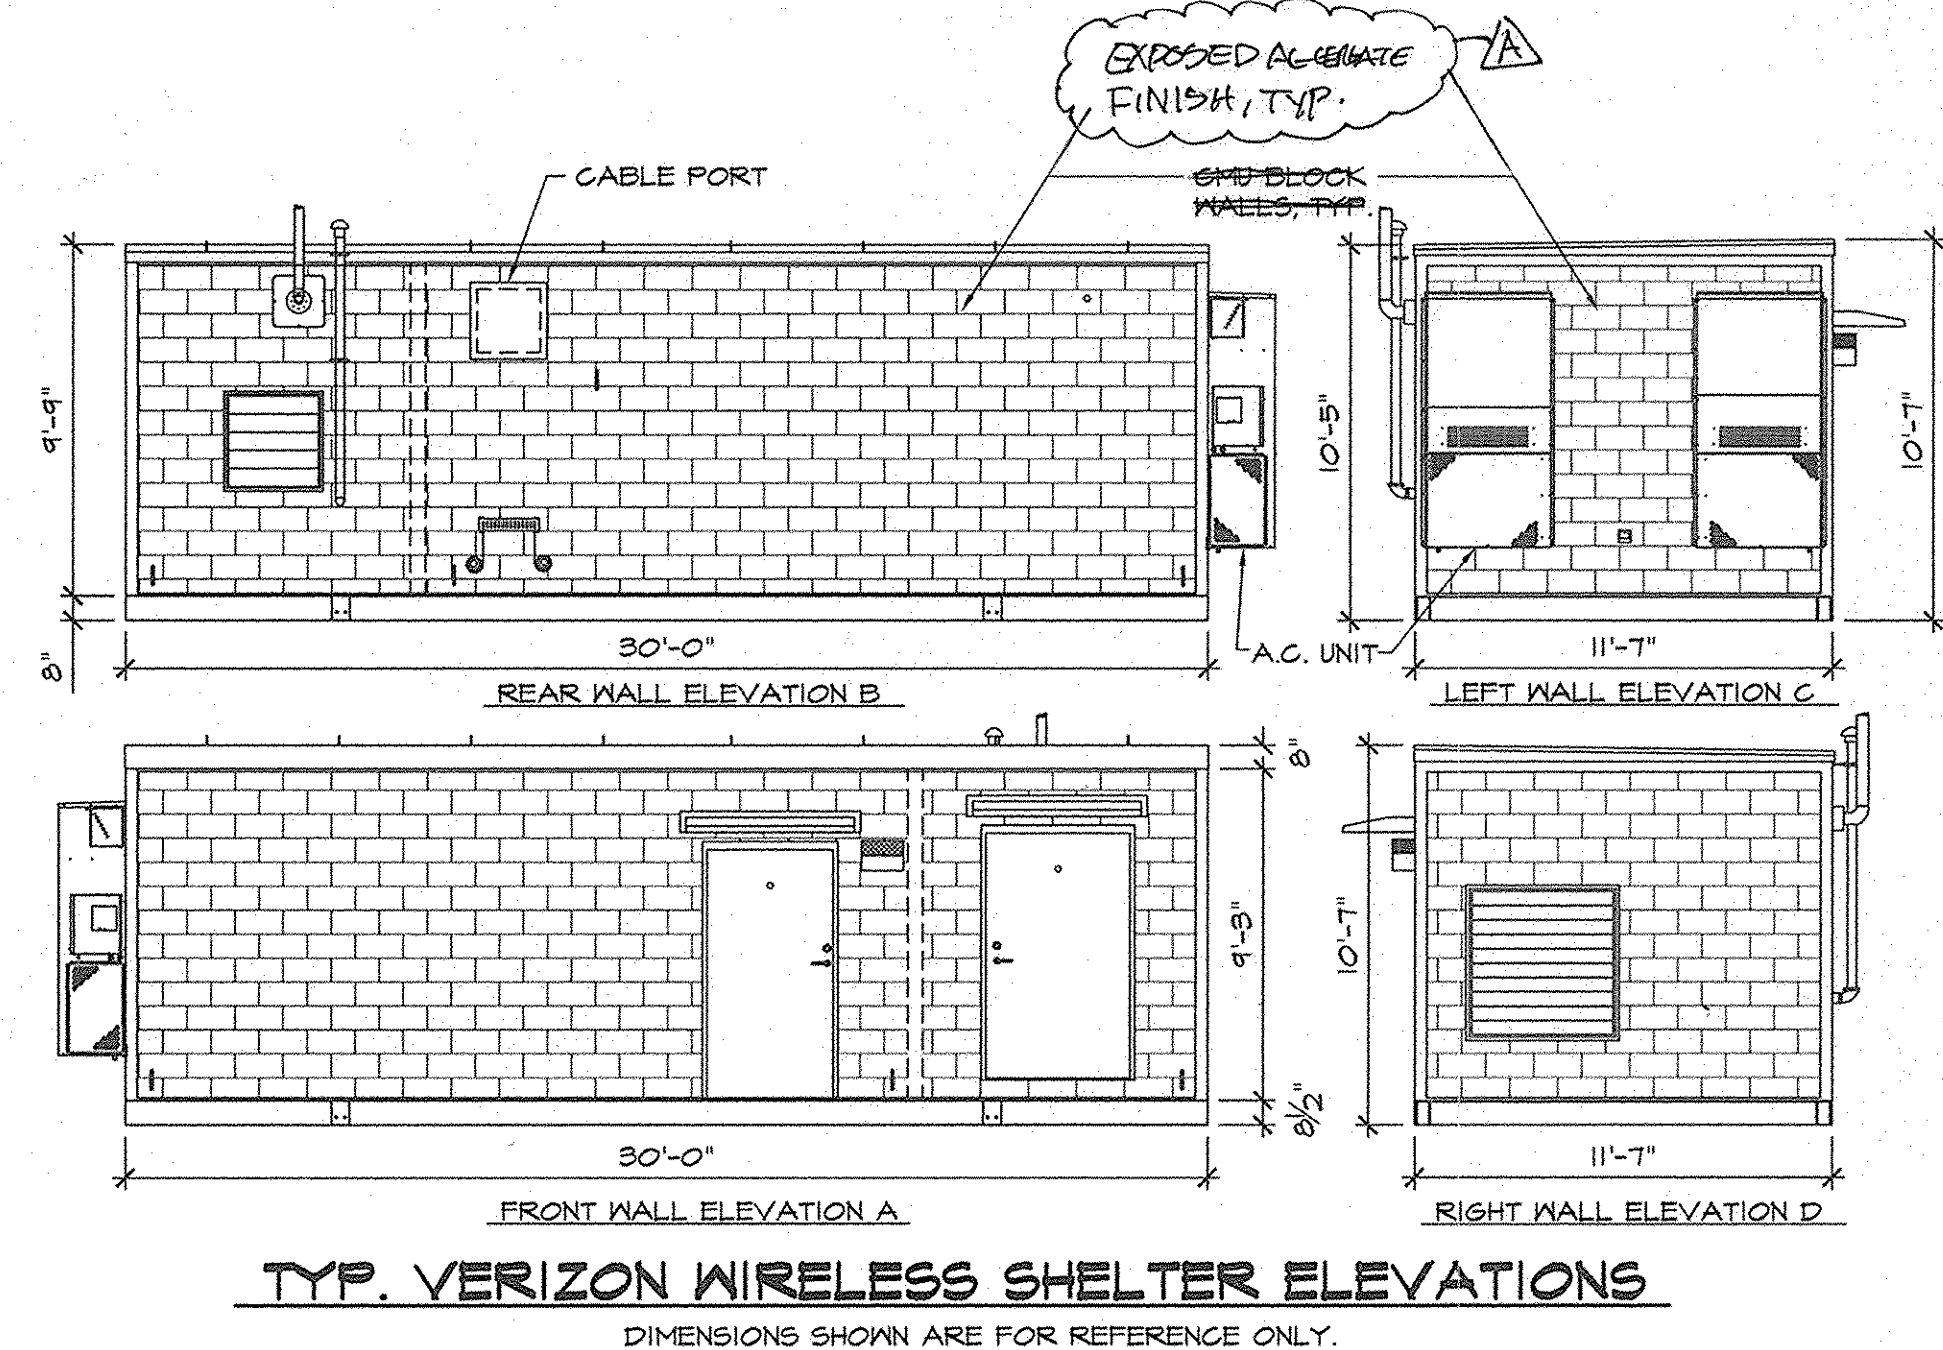 EXPOSED AGGREGATE
FINISH, TYP.
A
CABLE PORT
CMU BLOCK
WALLS, TYP.
9'-9"
8"
10'-5"
10'-7"
30'-0"
A.C. UNIT
11'-7"
REAR WALL ELEVATION B
LEFT WALL ELEVATION C
8"
9'-3"
8 1/2"
10'-7"
30'-0"
11'-7"
FRONT WALL ELEVATION A
RIGHT WALL ELEVATION D
TYP. VERIZON WIRELESS SHELTER ELEVATIONS
DIMENSIONS SHOWN ARE FOR REFERENCE ONLY.